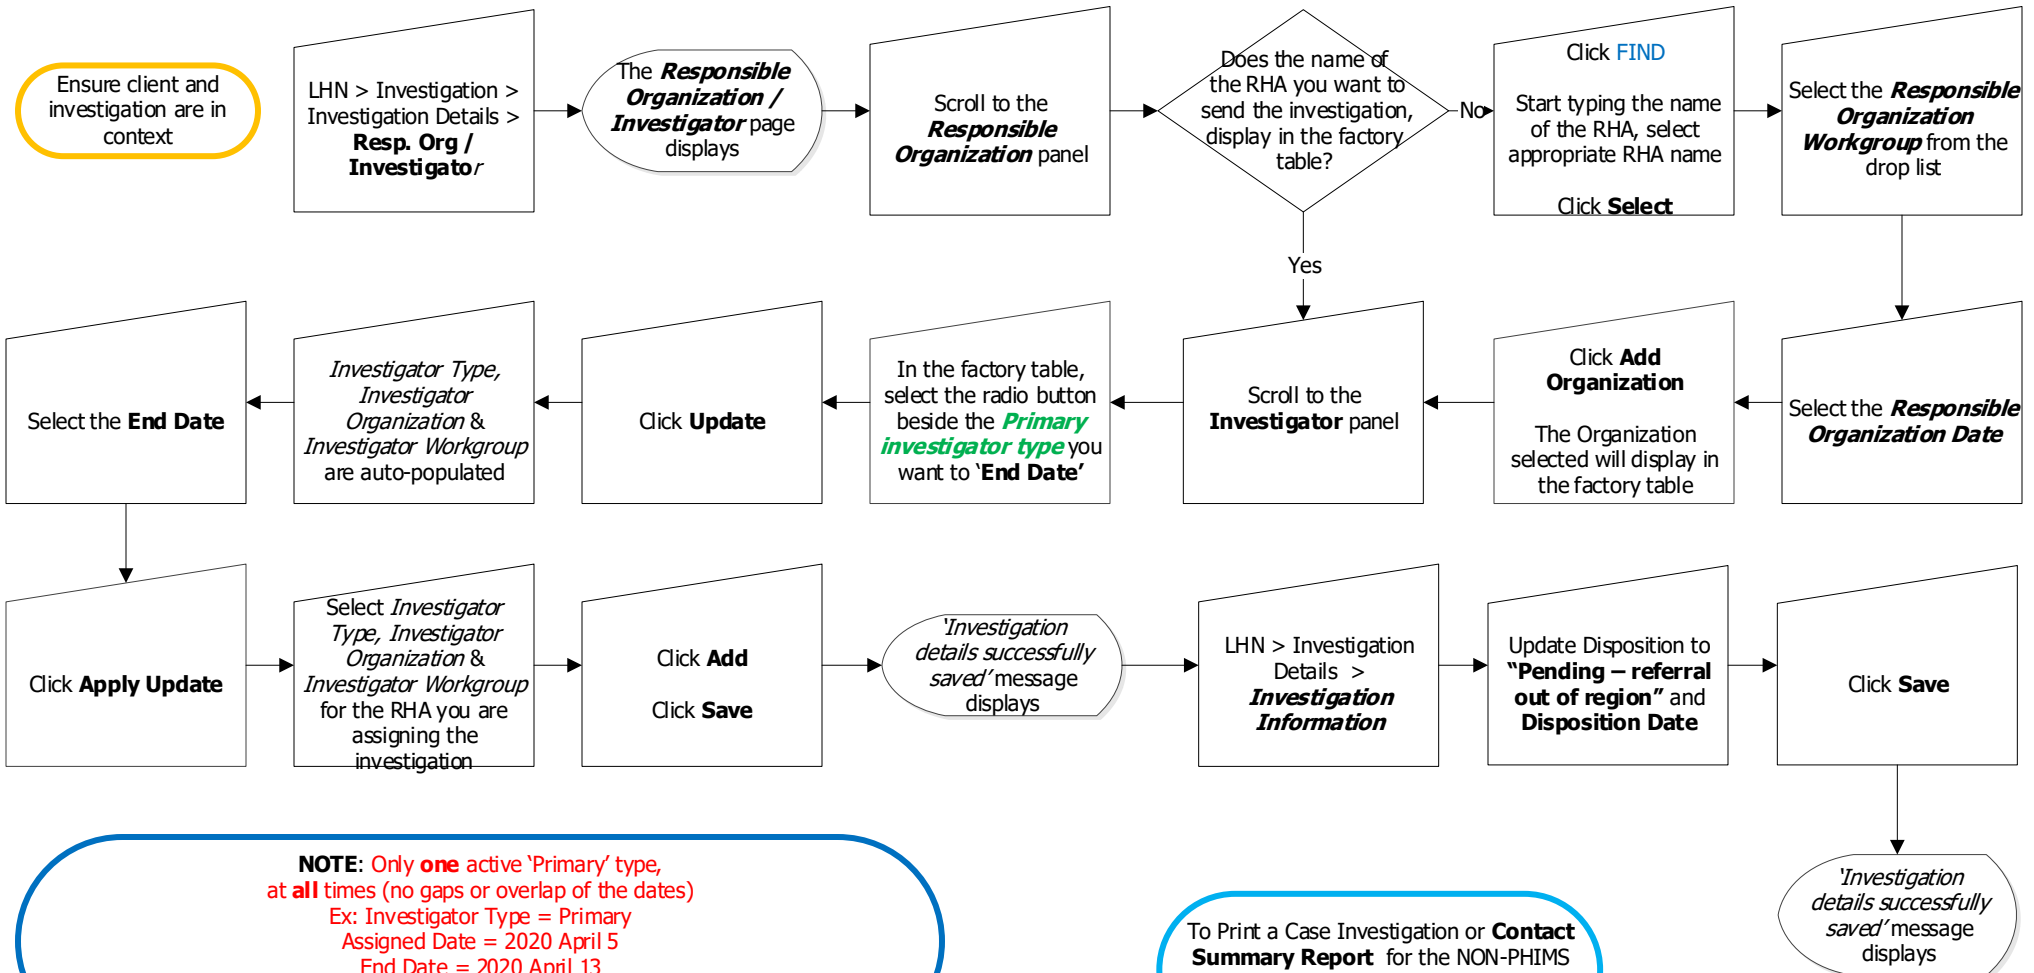 Ensure client and
investigation are in
context
LHN > Investigation >
Investigation Details >
Resp. Org /
Investigator
The Responsible
Organization /
Investigator page
displays
Scroll to the
Responsible
Organization panel
Does the name of
the RHA you want to
send the investigation,
display in the factory
table?
No
Click FIND
Start typing the name
of the RHA, select
appropriate RHA name
Click Select
Select the Responsible
Organization
Workgroup from the
drop list
Yes
Select the Responsible
Organization Date
Click Add
Organization
The Organization
selected will display in
the factory table
Scroll to the
Investigator panel
In the factory table,
select the radio button
beside the Primary
investigator type you
want to ‘End Date’
Click Update
Investigator Type,
Investigator
Organization &
Investigator Workgroup
are auto-populated
Select the End Date
Click Apply Update
Select Investigator
Type, Investigator
Organization &
Investigator Workgroup
for the RHA you are
assigning the
investigation
Click Add
Click Save
‘Investigation
details successfully
saved’ message
displays
LHN > Investigation
Details >
Investigation
Information
Update Disposition to
“Pending – referral
out of region” and
Disposition Date
Click Save
‘Investigation
details successfully
saved’ message
displays
NOTE: Only one active ‘Primary’ type,
at all times (no gaps or overlap of the dates)
Ex: Investigator Type = Primary
Assigned Date = 2020 April 5
End Date = 2020 April 13
To Print a Case Investigation or Contact
Summary Report for the NON-PHIMS